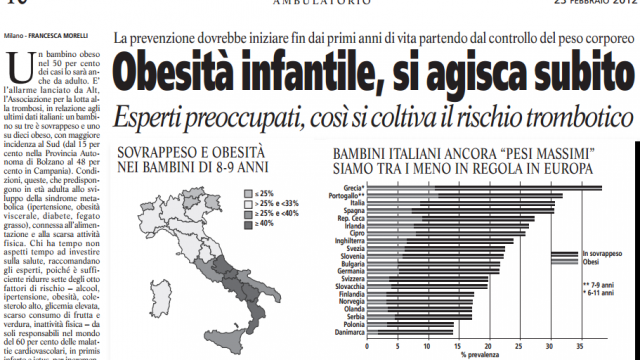 AMBULATORIO
23 FEBBRAIO 2012
La prevenzione dovrebbe iniziare fin dai primi anni di vita partendo dal controllo del peso corporeo
Obesità infantile, si agisca subito
Esperti preoccupati, così si coltiva il rischio trombotico
Milano - FRANCESCA MORELLI
Un bambino obeso
nel 50 per cento
dei casi lo sarà an-
che da adulto. E'
l'allarme lanciato da Alt,
l'Associazione per la lotta al-
la trombosi, in relazione agli
ultimi dati italiani: un bambi-
no su tre è sovrappeso e uno
su dieci obeso, con maggiore
incidenza al Sud (dal 15 per
cento nella Provincia Auto-
noma di Bolzano al 48 per
cento in Campania). Condi-
zioni, queste, che predispon-
gono in età adulta allo svi-
luppo della sindrome meta-
bolica (ipertensione, obesità
viscerale, diabete, fegato
grasso), connessa all'alimenta-
zione e alla scarsa attività
fisica. Chi ha tempo non
aspetti tempo ad investire
sulla salute, raccomandano
gli esperti, poiché è suffi-
ciente ridurre sette degli otto
fattori di rischio – alcool,
ipertensione, obesità, cole-
sterolo alto, glicemia elevata,
scarso consumo di frutta e
verdura, inattività fisica – da
soli responsabili nel mondo
del 60 per cento delle malat-
tie cardiovascolari, in primis
SOVRAPPESO E OBESITÀ
NEI BAMBINI DI 8-9 ANNI
≤ 25%
> 25% e <33%
≥ 25% e <40%
≥ 40%
BAMBINI ITALIANI ANCORA "PESI MASSIMI"
SIAMO TRA I MENO IN REGOLA IN EUROPA
Grecia*
Portogallo**
Italia
Spagna
Rep. Ceca
Irlanda
Cipro
Inghilterra
Svezia
Slovenia
Bulgaria
Germania
Svizzera
Slovacchia
Finlandia
Norvegia
Olanda
Serbia
Polonia
Danimarca
In sovrappeso
Obesi
** 7-9 anni
* 6-11 anni
0 5 10 15 20 25 30 35
% prevalenza